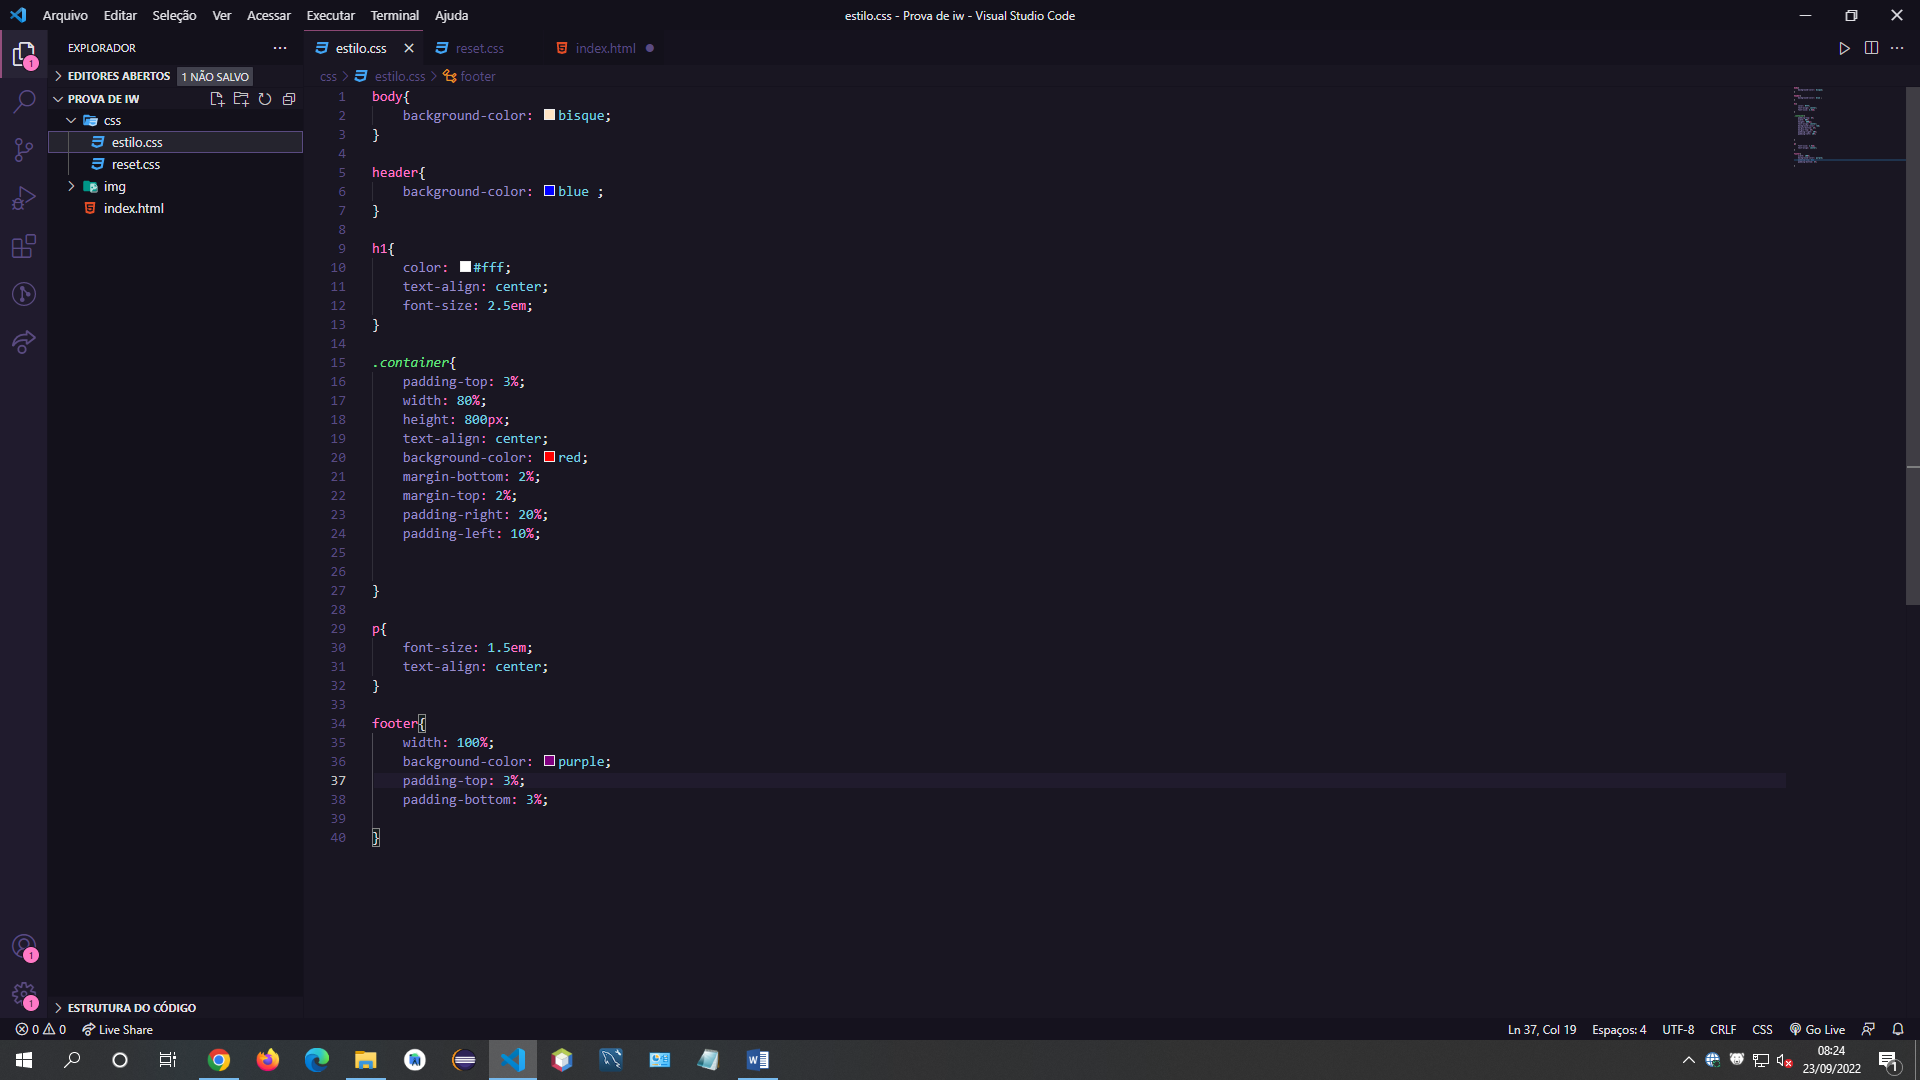 Arquivo Editar Seleção Ver Acessar Executar Terminal Ajuda
estilo.css - Prova de iw - Visual Studio Code
EXPLORADOR
estilo.css
reset.css
index.html
EDITORES ABERTOS 1 NÃO SALVO
css > estilo.css > footer
PROVA DE IW
css
estilo.css
reset.css
img
index.html
1 body{
2 background-color: bisque;
3 }
4
5 header{
6 background-color: blue ;
7 }
8
9 h1{
10 color: #fff;
11 text-align: center;
12 font-size: 2.5em;
13 }
14
15 .container{
16 padding-top: 3%;
17 width: 80%;
18 height: 800px;
19 text-align: center;
20 background-color: red;
21 margin-bottom: 2%;
22 margin-top: 2%;
23 padding-right: 20%;
24 padding-left: 10%;
25
26
27 }
28
29 p{
30 font-size: 1.5em;
31 text-align: center;
32 }
33
34 footer{
35 width: 100%;
36 background-color: purple;
37 padding-top: 3%;
38 padding-bottom: 3%;
39
40 }
1
1
1
ESTRUTURA DO CÓDIGO
0 0 Live Share
Ln 37, Col 19 Espaços: 4 UTF-8 CRLF CSS Go Live
08:24
23/09/2022
1